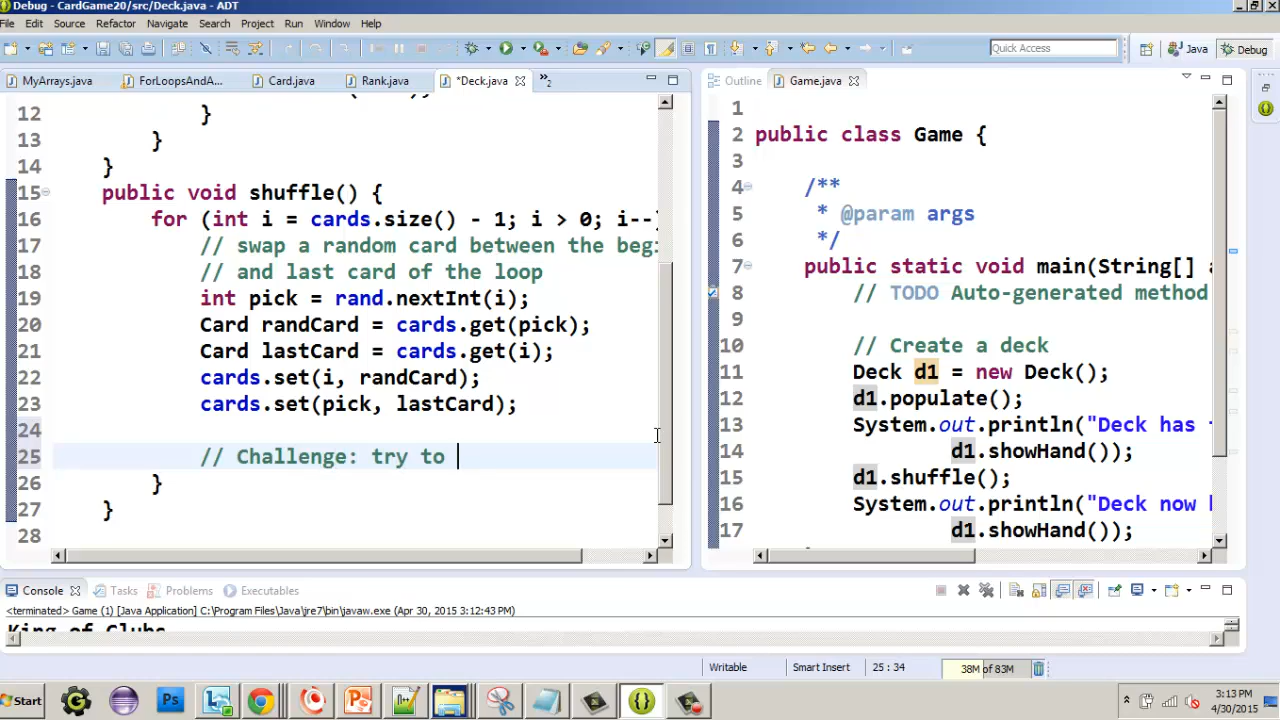 Debug - CardGame20/src/Deck.java - ADT
File Edit Source Refactor Navigate Search Project Run Window Help
Quick Access
Java
Debug
MyArrays.java
ForLoopsAndA...
Card.java
Rank.java
*Deck.java
»2
12 }
13 }
14 }
15 public void shuffle() {
16 for (int i = cards.size() - 1; i > 0; i--)
17 // swap a random card between the begi
18 // and last card of the loop
19 int pick = rand.nextInt(i);
20 Card randCard = cards.get(pick);
21 Card lastCard = cards.get(i);
22 cards.set(i, randCard);
23 cards.set(pick, lastCard);
24
25 // Challenge: try to
26 }
27 }
28
Outline
Game.java
1
2 public class Game {
3
4 /**
5 * @param args
6 */
7 public static void main(String[] a
8 // TODO Auto-generated method
9
10 // Create a deck
11 Deck d1 = new Deck();
12 d1.populate();
13 System.out.println("Deck has
14 d1.showHand());
15 d1.shuffle();
16 System.out.println("Deck now
17 d1.showHand());
Console
Tasks
Problems
Executables
<terminated> Game (1) [Java Application] C:\Program Files\Java\jre7\bin\javaw.exe (Apr 30, 2015 3:12:43 PM)
King of Clubs
Writable
Smart Insert
25 : 34
38M of 83M
Start
3:13 PM
4/30/2015